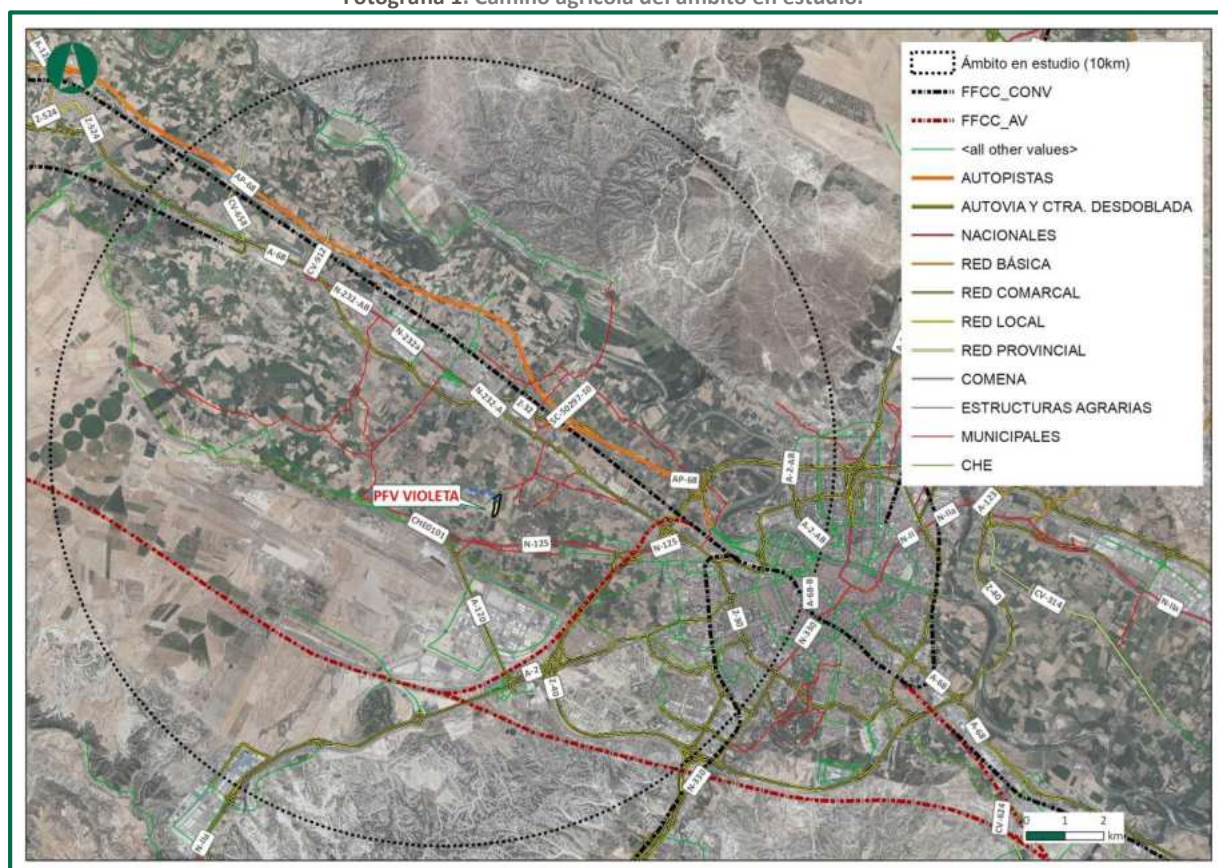 Fotografía 1. Camino agrícola del ámbito en estudio.
Ámbito en estudio (10km)
FFCC_CONV
FFCC_AV
<all other values>
AUTOPISTAS
AUTOVIA Y CTRA. DESDOBLADA
NACIONALES
RED BÁSICA
RED COMARCAL
RED LOCAL
RED PROVINCIAL
COMENA
ESTRUCTURAS AGRARIAS
MUNICIPALES
CHE
Z-524
Z-524
AP-68
CV-658
A-68
CV-912
N-232-AB
N-232a
N-232-A
Z-32
SC-50297-10
AP-68
A-2-AB
A-2-AB
PFV VIOLETA
CHE0101
N-125
N-125
A-120
A-2
Z-40
N-IIa
N-330
Z-30
A-68-B
N-330
N-II
N-IIa
A-123
CV-314
N-IIa
Z-40
A-68
A-68
CV-624
0 1 2
km